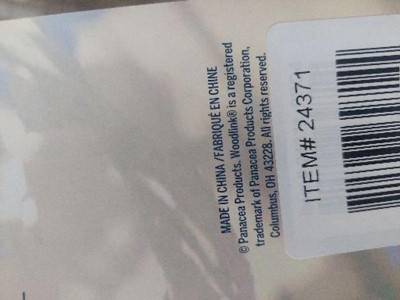 MADE IN CHINA /FABRIQUÉ EN CHINE
© Panacea Products. Woodlink® is a registered
trademark of Panacea Products Corporation,
Columbus, OH 43228. All rights reserved.
ITEM# 24371